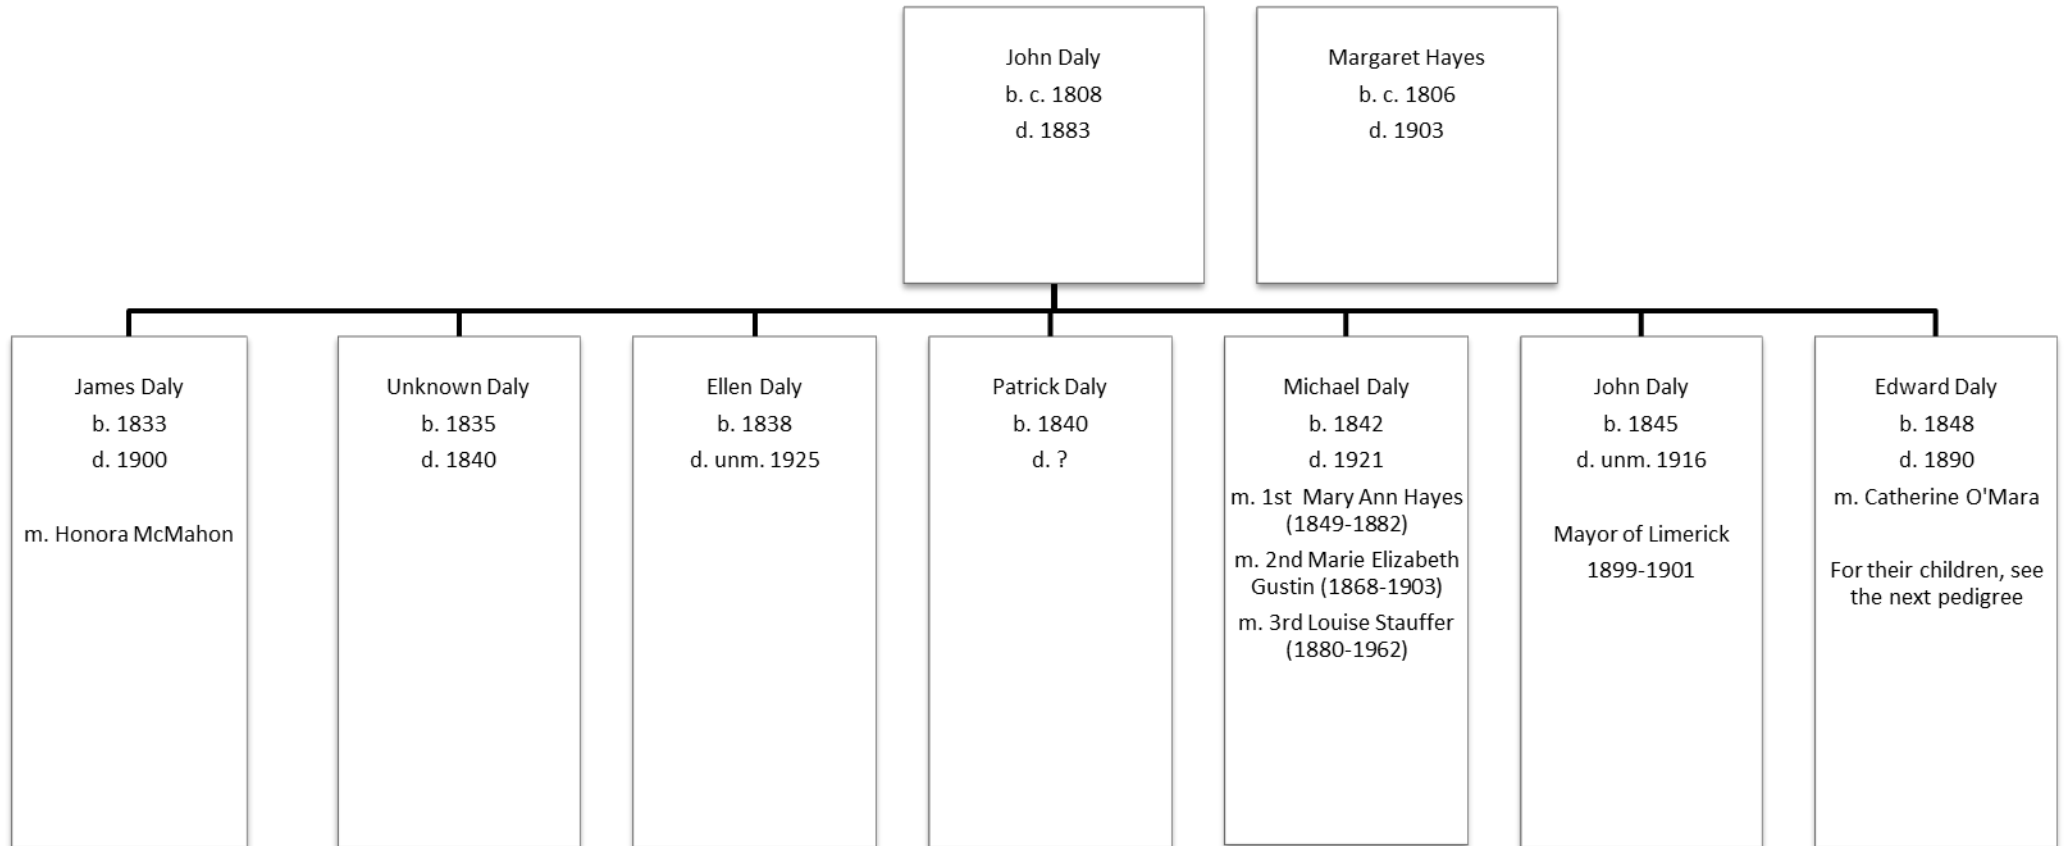 John Daly
b. c. 1808
d. 1883
Margaret Hayes
b. c. 1806
d. 1903
James Daly
b. 1833
d. 1900
m. Honora McMahon
Unknown Daly
b. 1835
d. 1840
Ellen Daly
b. 1838
d. unm. 1925
Patrick Daly
b. 1840
d. ?
Michael Daly
b. 1842
d. 1921
m. 1st  Mary Ann Hayes
(1849-1882)
m. 2nd Marie Elizabeth
Gustin (1868-1903)
m. 3rd Louise Stauffer
(1880-1962)
John Daly
b. 1845
d. unm. 1916
Mayor of Limerick
1899-1901
Edward Daly
b. 1848
d. 1890
m. Catherine O'Mara
For their children, see
the next pedigree